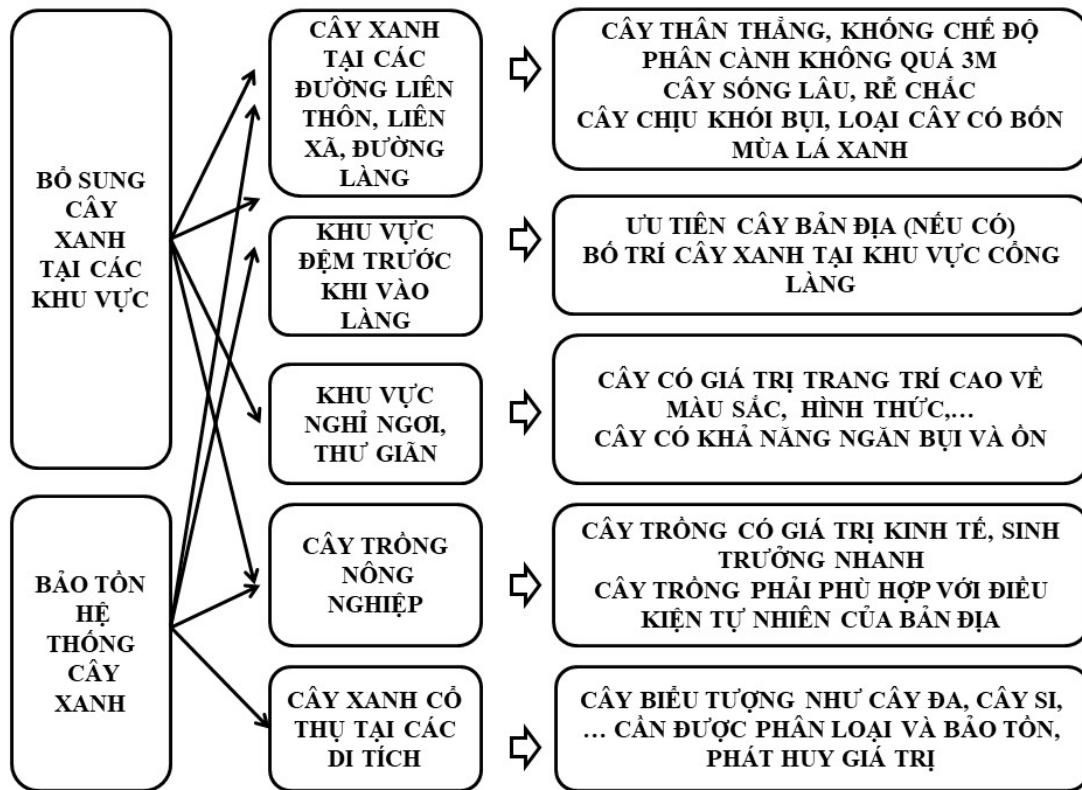 BỔ SUNG
CÂY
XANH
TẠI CÁC
KHU VỰC
BẢO TỒN
HỆ
THỐNG
CÂY
XANH
CÂY XANH
TẠI CÁC
ĐƯỜNG LIÊN
THÔN, LIÊN
XÃ, ĐƯỜNG
LÀNG
KHU VỰC
ĐỆM TRƯỚC
KHI VÀO
LÀNG
KHU VỰC
NGHỈ NGƠI,
THƯ GIÃN
CÂY TRỒNG
NÔNG
NGHIỆP
CÂY XANH CỔ
THỤ TẠI CÁC
DI TÍCH
CÂY THÂN THẲNG, KHỐNG CHẾ ĐỘ
PHÂN CÀNH KHÔNG QUÁ 3M
CÂY SỐNG LÂU, RỄ CHẮC
CÂY CHỊU KHÓI BỤI, LOẠI CÂY CÓ BỐN
MÙA LÁ XANH
ƯU TIÊN CÂY BẢN ĐỊA (NẾU CÓ)
BỐ TRÍ CÂY XANH TẠI KHU VỰC CỔNG
LÀNG
CÂY CÓ GIÁ TRỊ TRANG TRÍ CAO VỀ
MÀU SẮC, HÌNH THỨC,...
CÂY CÓ KHẢ NĂNG NGĂN BỤI VÀ ỒN
CÂY TRỒNG CÓ GIÁ TRỊ KINH TẾ, SINH
TRƯỞNG NHANH
CÂY TRỒNG PHẢI PHÙ HỢP VỚI ĐIỀU
KIỆN TỰ NHIÊN CỦA BẢN ĐỊA
CÂY BIỂU TƯỢNG NHƯ CÂY ĐA, CÂY SI,
... CẦN ĐƯỢC PHÂN LOẠI VÀ BẢO TỒN,
PHÁT HUY GIÁ TRỊ